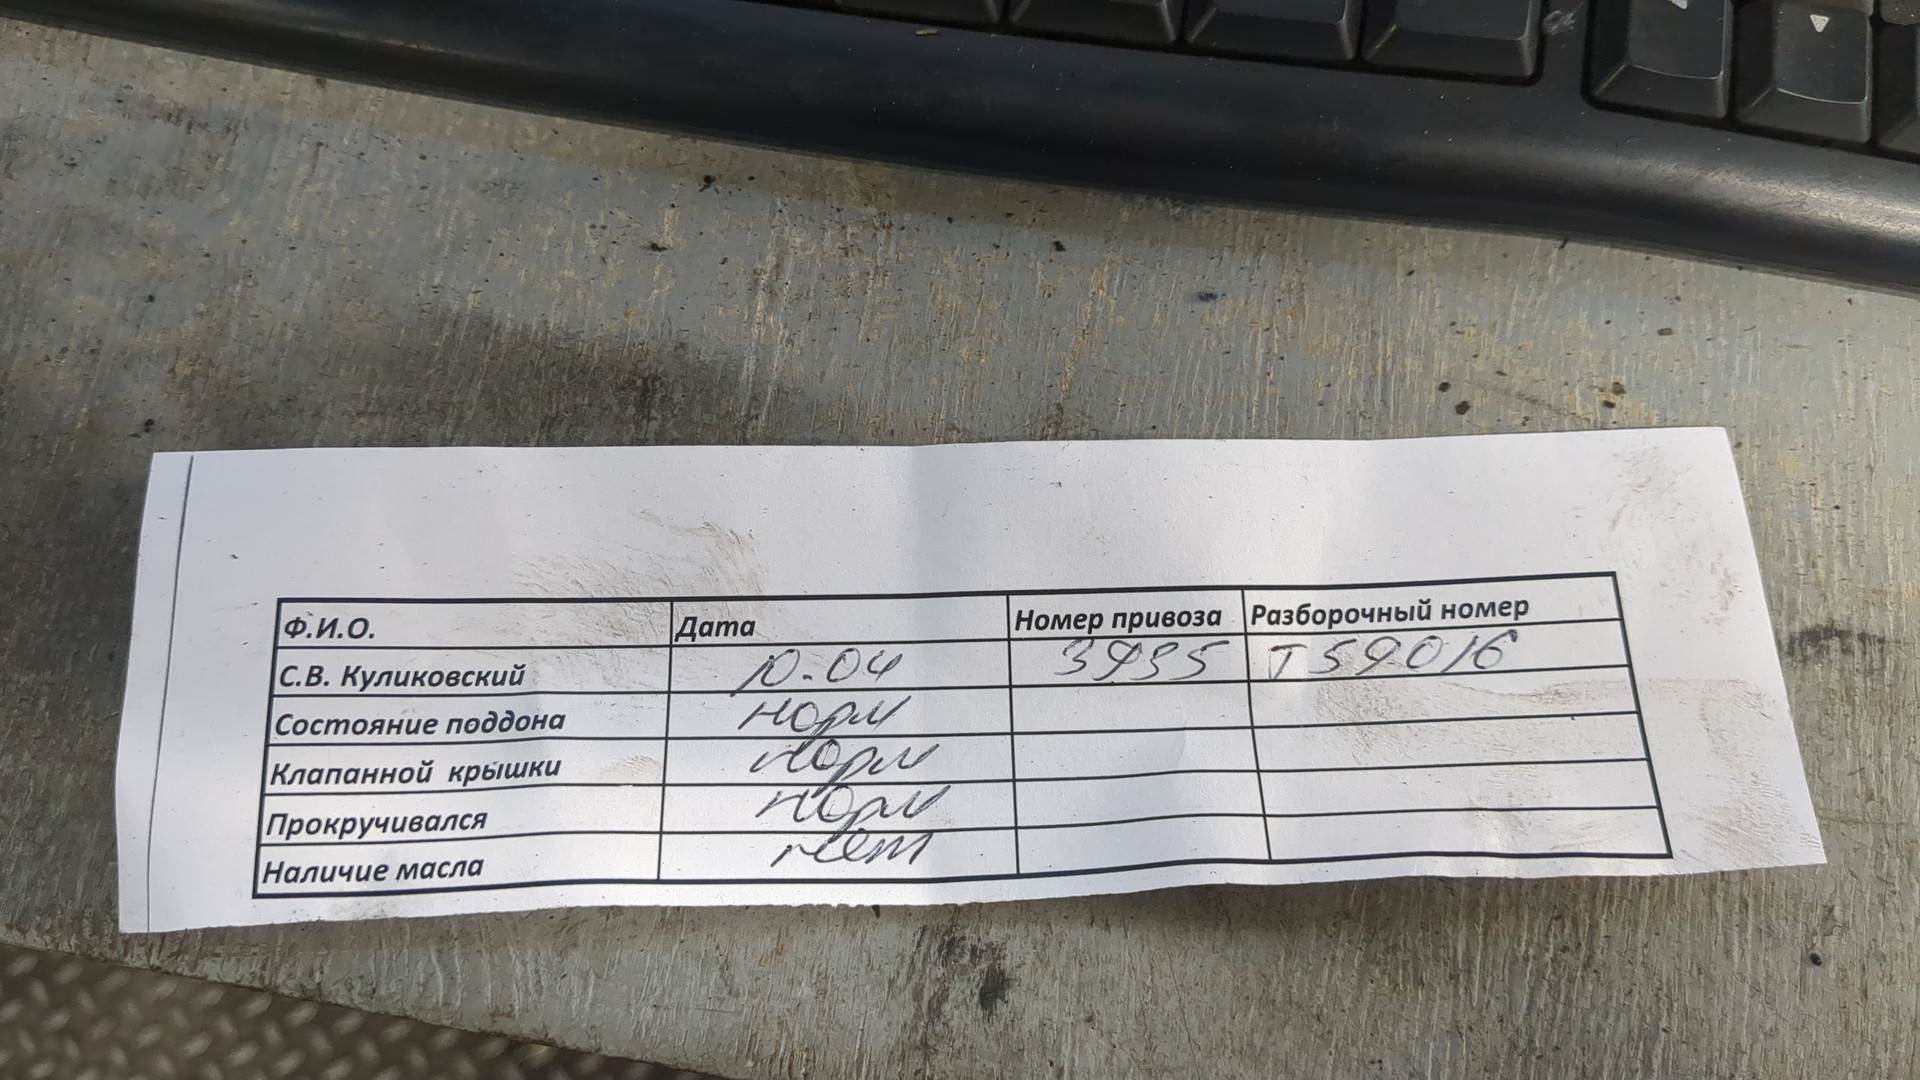 Ф.И.О. Дата Номер привоза Разборочный номер
С.В. Куликовский 10.04 3935 Т59016
Состояние поддона норм
Клапанной крышки норм
Прокручивался норм
Наличие масла нет